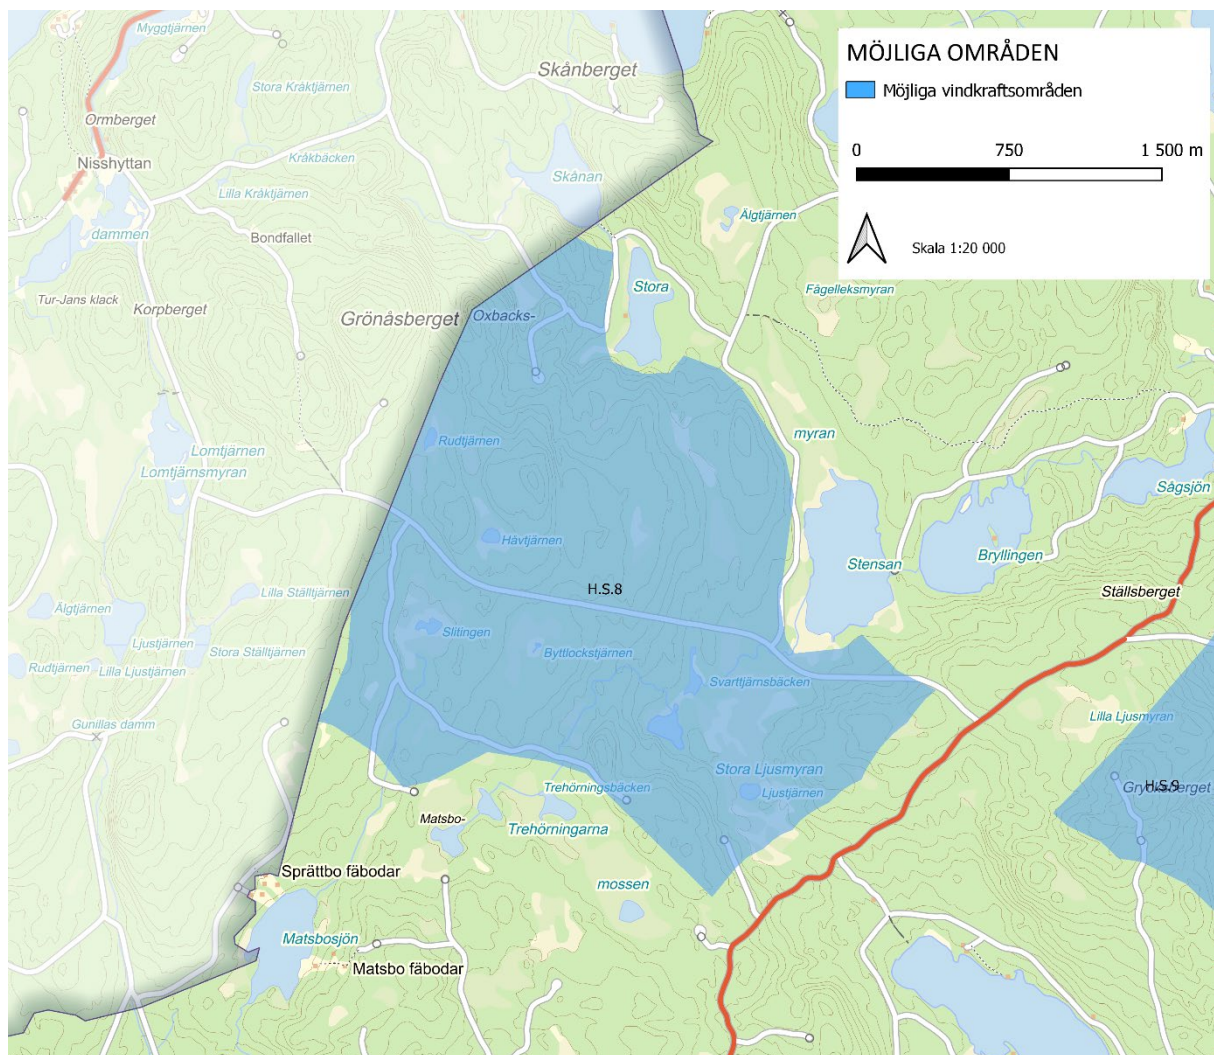 MÖJLIGA OMRÅDEN
Möjliga vindkraftsområden
0 750 1 500 m
Skala 1:20 000
Myggtjärnen
Skånberget
Stora Kråktjärnen
Ormberget
Kråkbäcken
Nisshyttan
Skånan
Lilla Kråktjärnen
Älgtjärnen
dammen
Bondfallet
Stora
Fågelleksmyran
Tur-Jans klack
Korpberget
Grönåsberget
Oxbacks-
myran
Rudtjärnen
Lomtjärnen
Lomtjärnsmyran
Sågsjön
Håvtjärnen
Bryllingen
Stensan
H.S.8
Ställsberget
Lilla Ställtjärnen
Älgtjärnen
Slitingen
Ljustjärnen
Stora Ställtjärnen
Byttlockstjärnen
Rudtjärnen
Lilla Ljustjärnen
Svarttjärnsbäcken
Lilla Ljusmyran
Gunillas damm
Stora Ljusmyran
Trehörningsbäcken
Ljustjärnen
Grycksberget
H.S.9
Matsbo-
Trehörningarna
Sprättbo fäbodar
mossen
Matsbosjön
Matsbo fäbodar